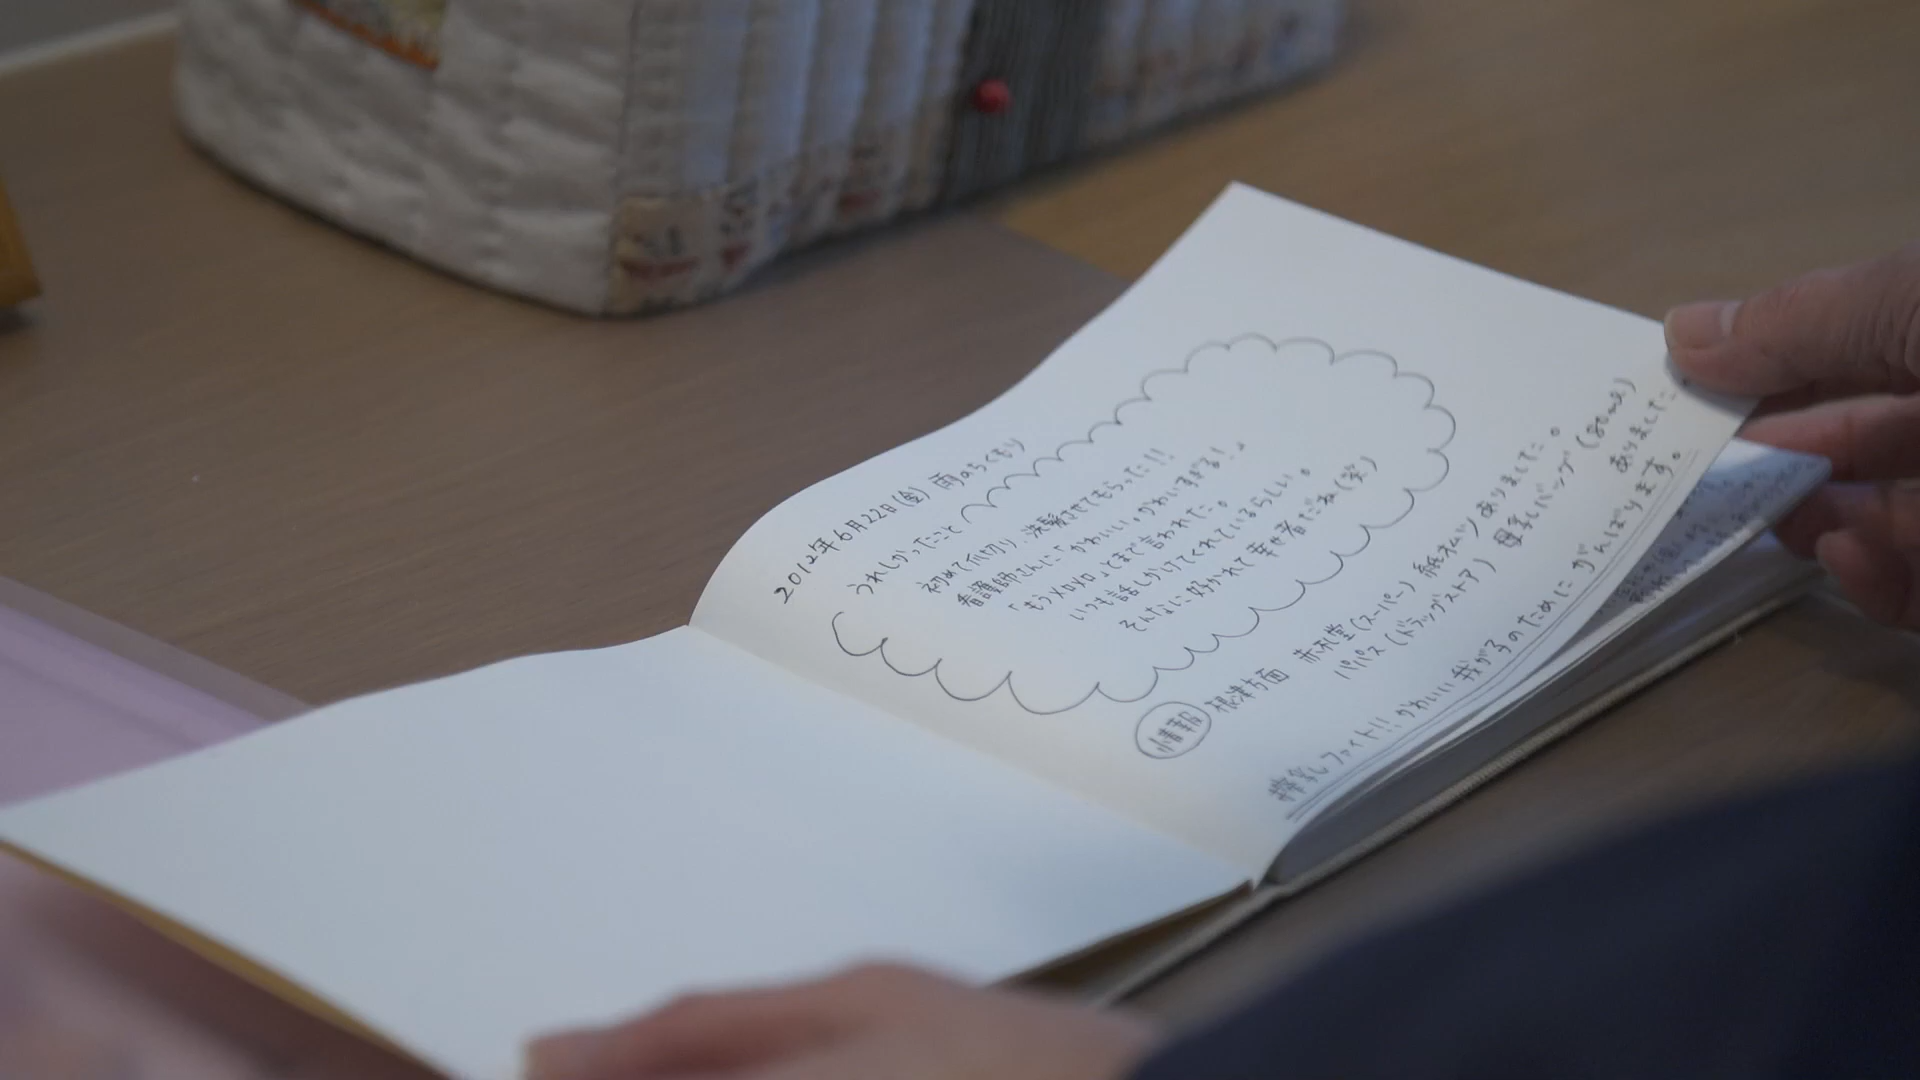 2012年6月22日(金) 雨のちくもり
うれしかったこと
初めて爪切り、洗髪させてもらった!!
看護師さんに「かわいい。かわいすぎる!」
「もうメロメロ」とまで言われた。
いつも話しかけてくれているらしい。
そんなに好かれて幸せ者だね(笑)
情報 根津方面 赤札堂(スーパー) 紙オムツありました。
パパス(ドラッグストア) 母乳バッグ(80ml)
ありました
搾乳ファイト!! かわいい我が子のためにがんばります。